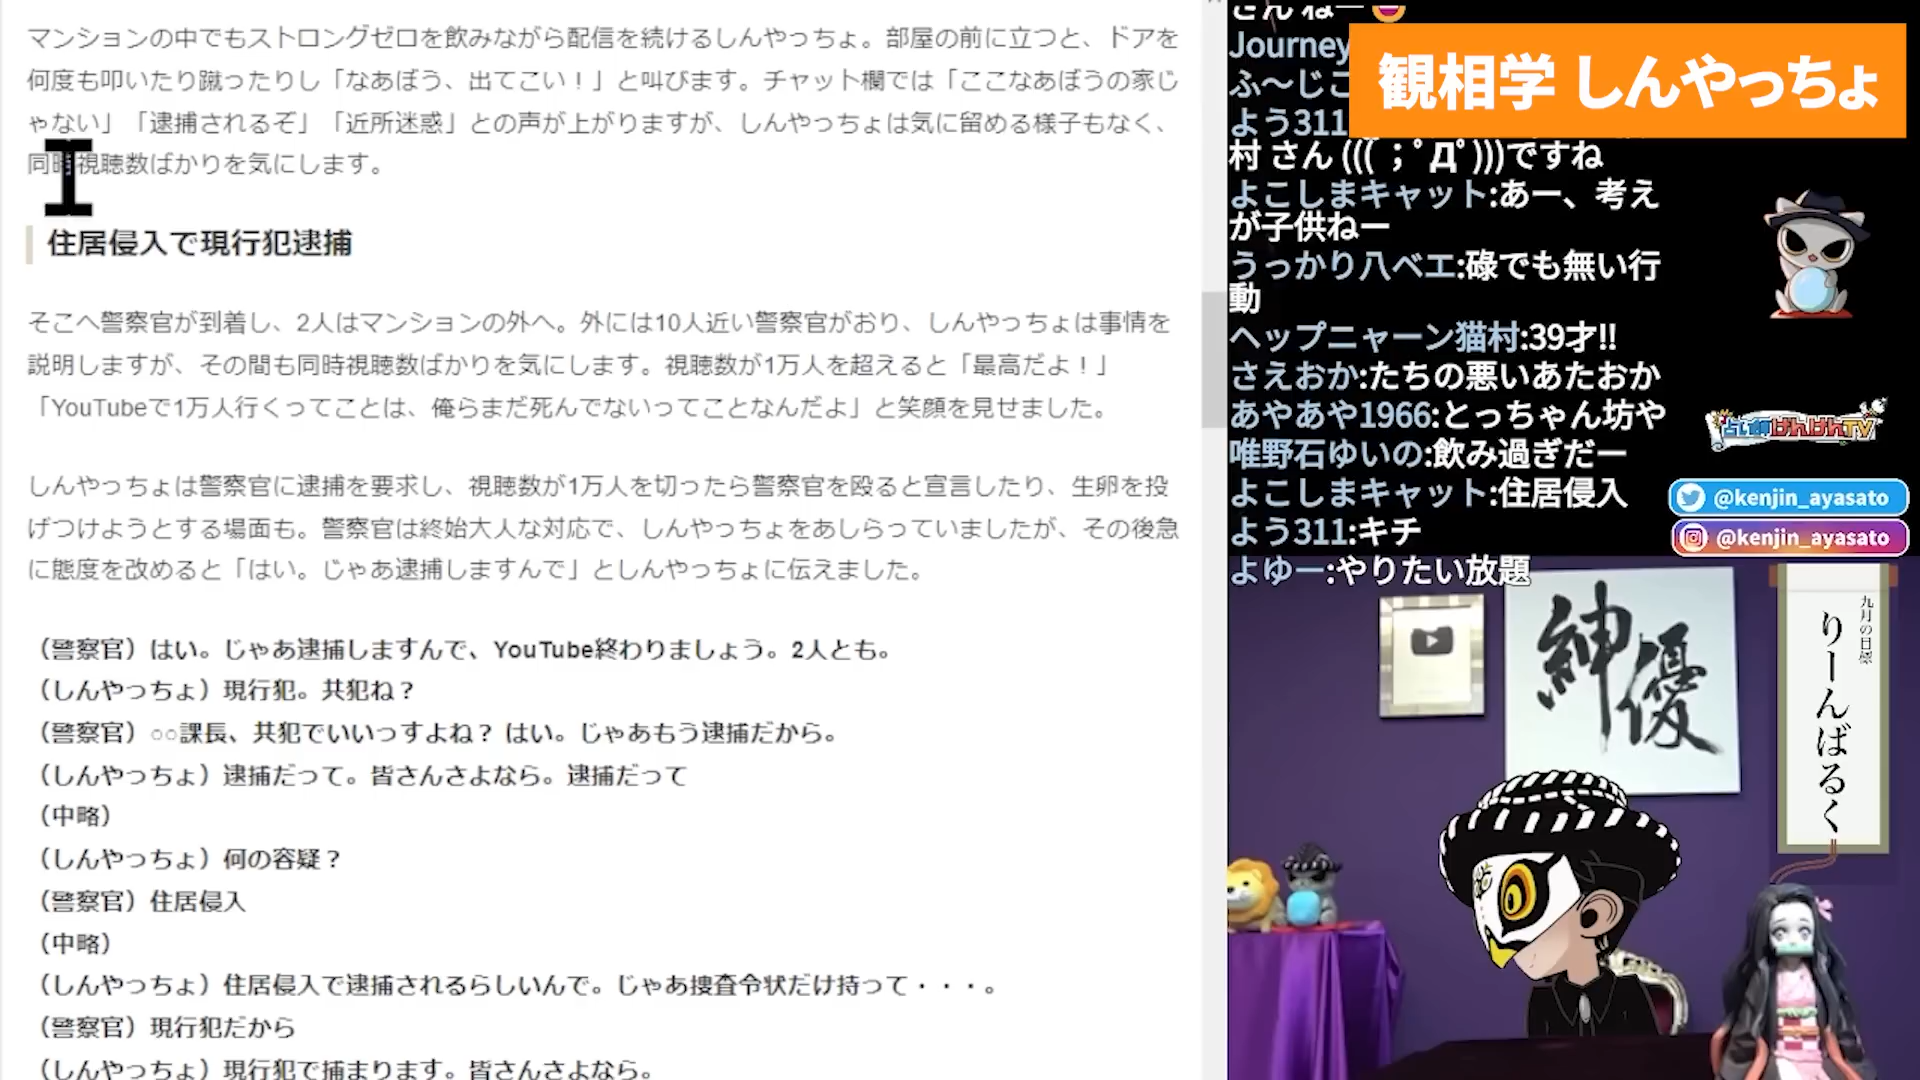 マンションの中でもストロングゼロを飲みながら配信を続けるしんやっちょ。部屋の前に立つと、ドアを
何度も叩いたり蹴ったりし「なあぼう、出てこい！」と叫びます。チャット欄では「ここなあぼうの家じ
ゃない」「逮捕されるぞ」「近所迷惑」との声が上がりますが、しんやっちょは気に留める様子もなく、
同時視聴数ばかりを気にします。
住居侵入で現行犯逮捕
そこへ警察官が到着し、2人はマンションの外へ。外には10人近い警察官がおり、しんやっちょは事情を
説明しますが、その間も同時視聴数ばかりを気にします。視聴数が1万人を超えると「最高だよ！」
「YouTubeで1万人行くってことは、俺らまだ死んでないってことなんだよ」と笑顔を見せました。
しんやっちょは警察官に逮捕を要求し、視聴数が1万人を切ったら警察官を殴ると宣言したり、生卵を投
げつけようとする場面も。警察官は終始大人な対応で、しんやっちょをあしらっていましたが、その後急
に態度を改めると「はい。じゃあ逮捕しますんで」としんやっちょに伝えました。
（警察官）はい。じゃあ逮捕しますんで、YouTube終わりましょう。2人とも。
（しんやっちょ）現行犯。共犯ね？
（警察官）○○課長、共犯でいいっすよね？ はい。じゃあもう逮捕だから。
（しんやっちょ）逮捕だって。皆さんさよなら。逮捕だって
（中略）
（しんやっちょ）何の容疑？
（警察官）住居侵入
（中略）
（しんやっちょ）住居侵入で逮捕されるらしいんで。じゃあ捜査令状だけ持って・・・。
（警察官）現行犯だから
（しんやっちょ）現行犯で捕まります。皆さんさよなら。
さん ねー
Journey
ふ〜じこ
よう311
観相学 しんやっちょ
村 さん (((；ﾟДﾟ)))ですね
よこしまキャット:あー、考え
が子供ねー
うっかり八ベエ:碌でも無い行
動
ヘップニャーン猫村:39才!!
さえおか:たちの悪いあたおか
あやあや1966:とっちゃん坊や
唯野石ゆいの:飲み過ぎだー
よこしまキャット:住居侵入
よう311:キチ
よゆー:やりたい放題
占い師けんけんTV
@kenjin_ayasato
@kenjin_ayasato
紳優
九月の目標
りーんばるく